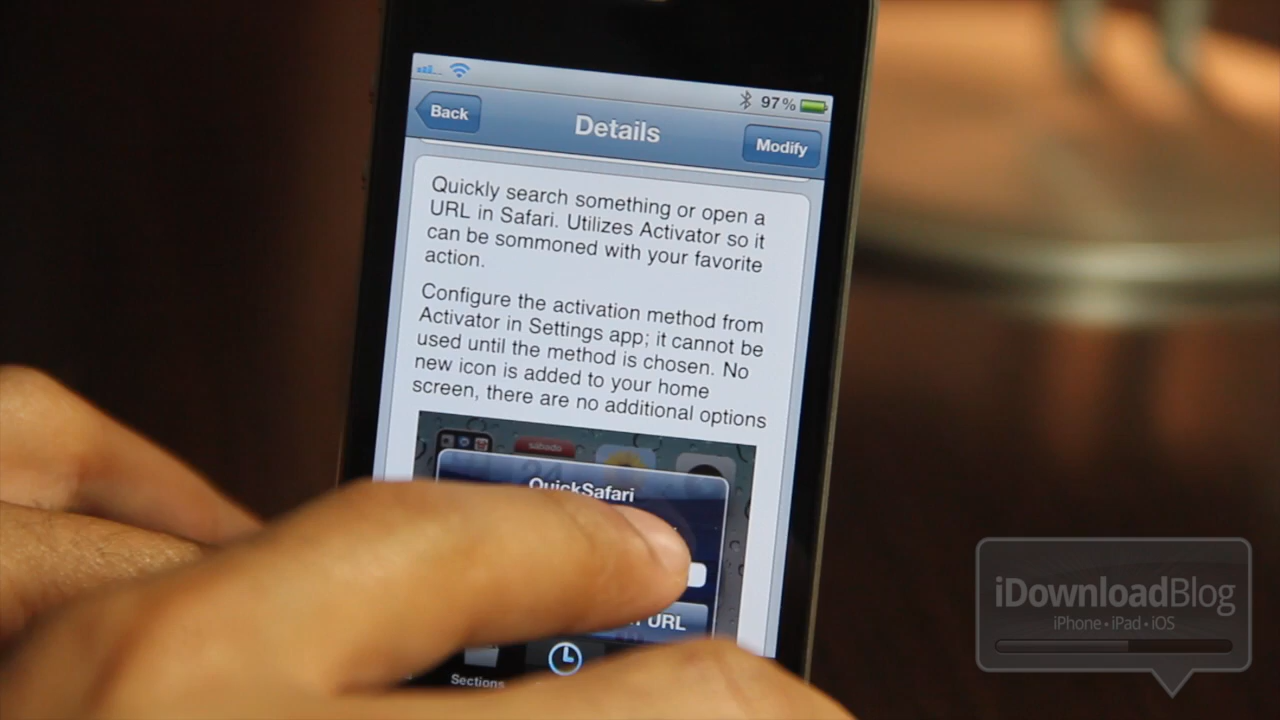 97%
Back
Details
Modify
Quickly search something or open a
URL in Safari. Utilizes Activator so it
can be sommoned with your favorite
action.
Configure the activation method from
Activator in Settings app; it cannot be
used until the method is chosen. No
new icon is added to your home
screen, there are no additional options
sábado
QuickSafari
URL
Sections
iDownloadBlog
iPhone • iPad • iOS